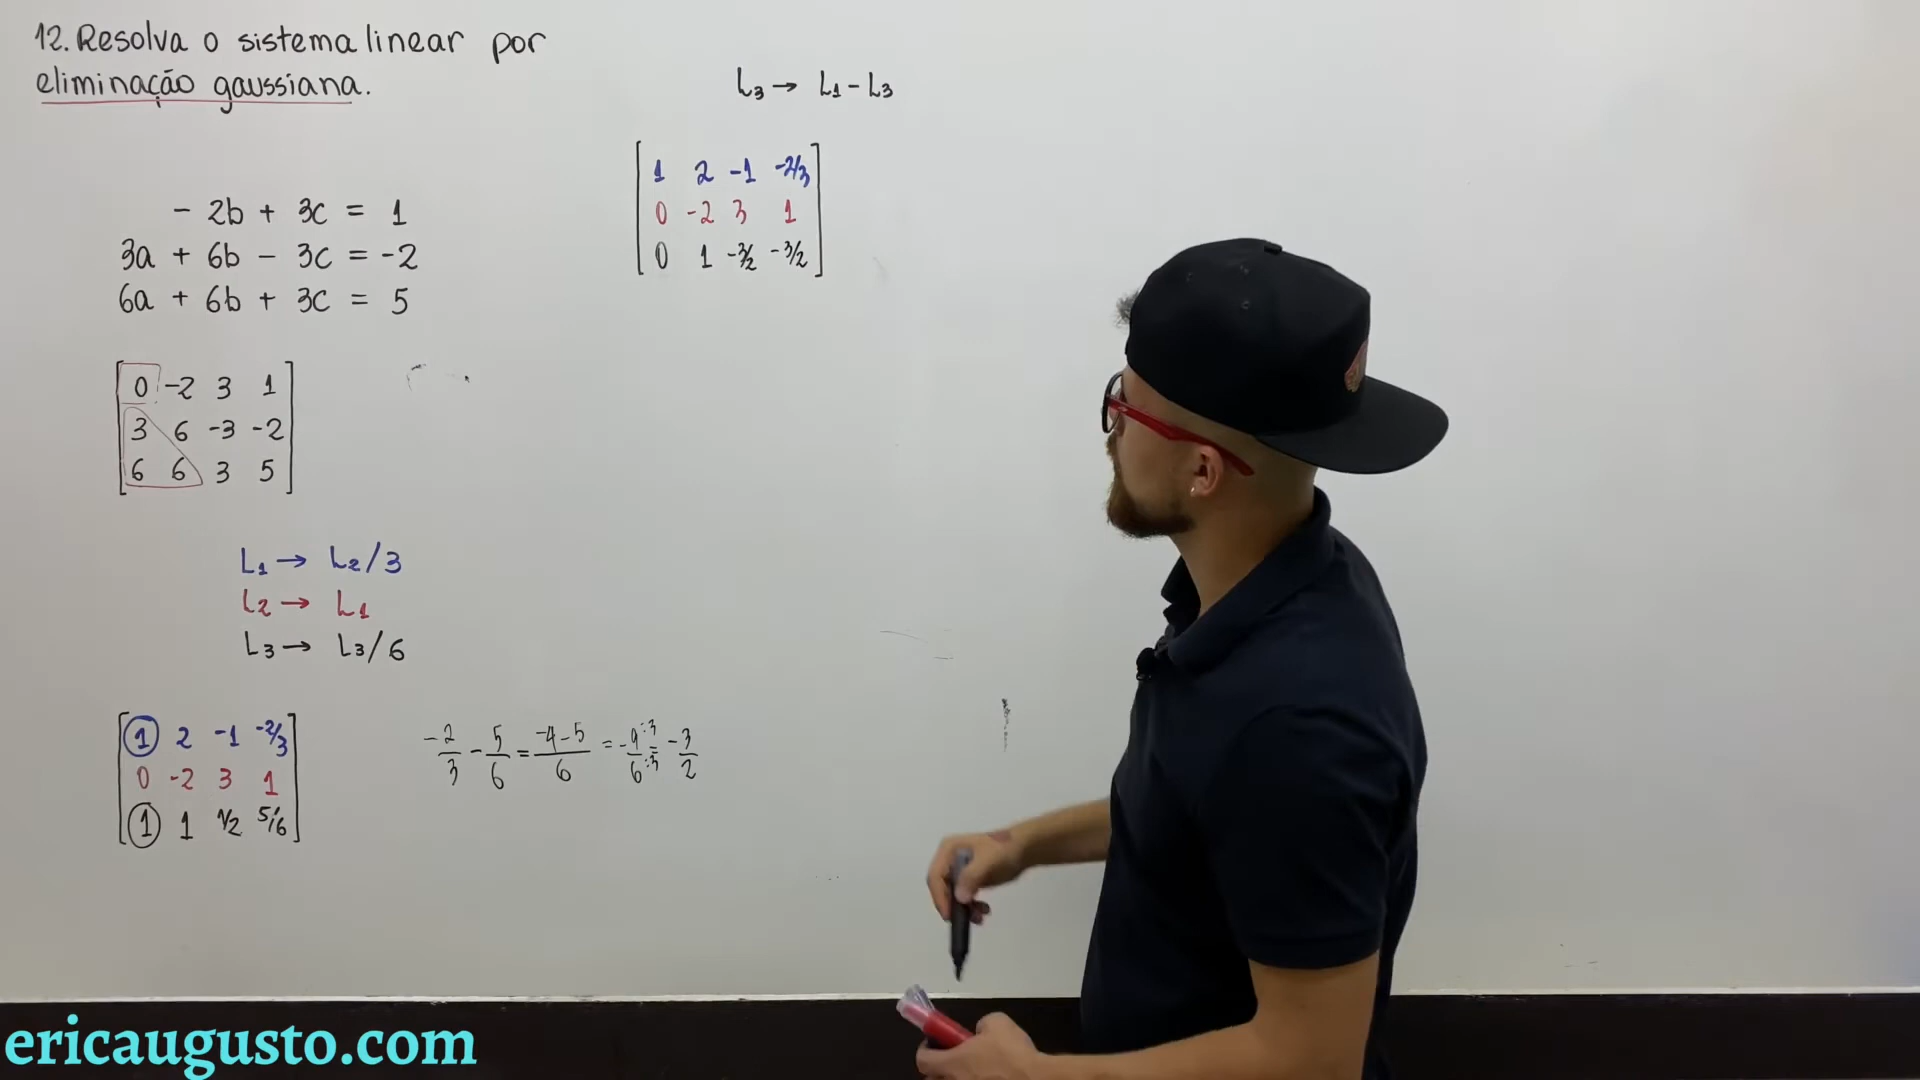 12. Resolva o sistema linear por
eliminação gaussiana.
- 2b + 3c = 1
3a + 6b - 3c = -2
6a + 6b + 3c = 5
0 -2 3 1
3 6 -3 -2
6 6 3 5
L1 → L2/3
L2 → L1
L3 → L3/6
1 2 -1 -2/3
0 -2 3 1
1 1 1/2 5/6
-2/3 - 5/6 = -4-5/6 = -9:3/6:3 = -3/2
L3 → L1 - L3
1 2 -1 -2/3
0 -2 3 1
0 1 -3/2 -3/2
ericaugusto.com